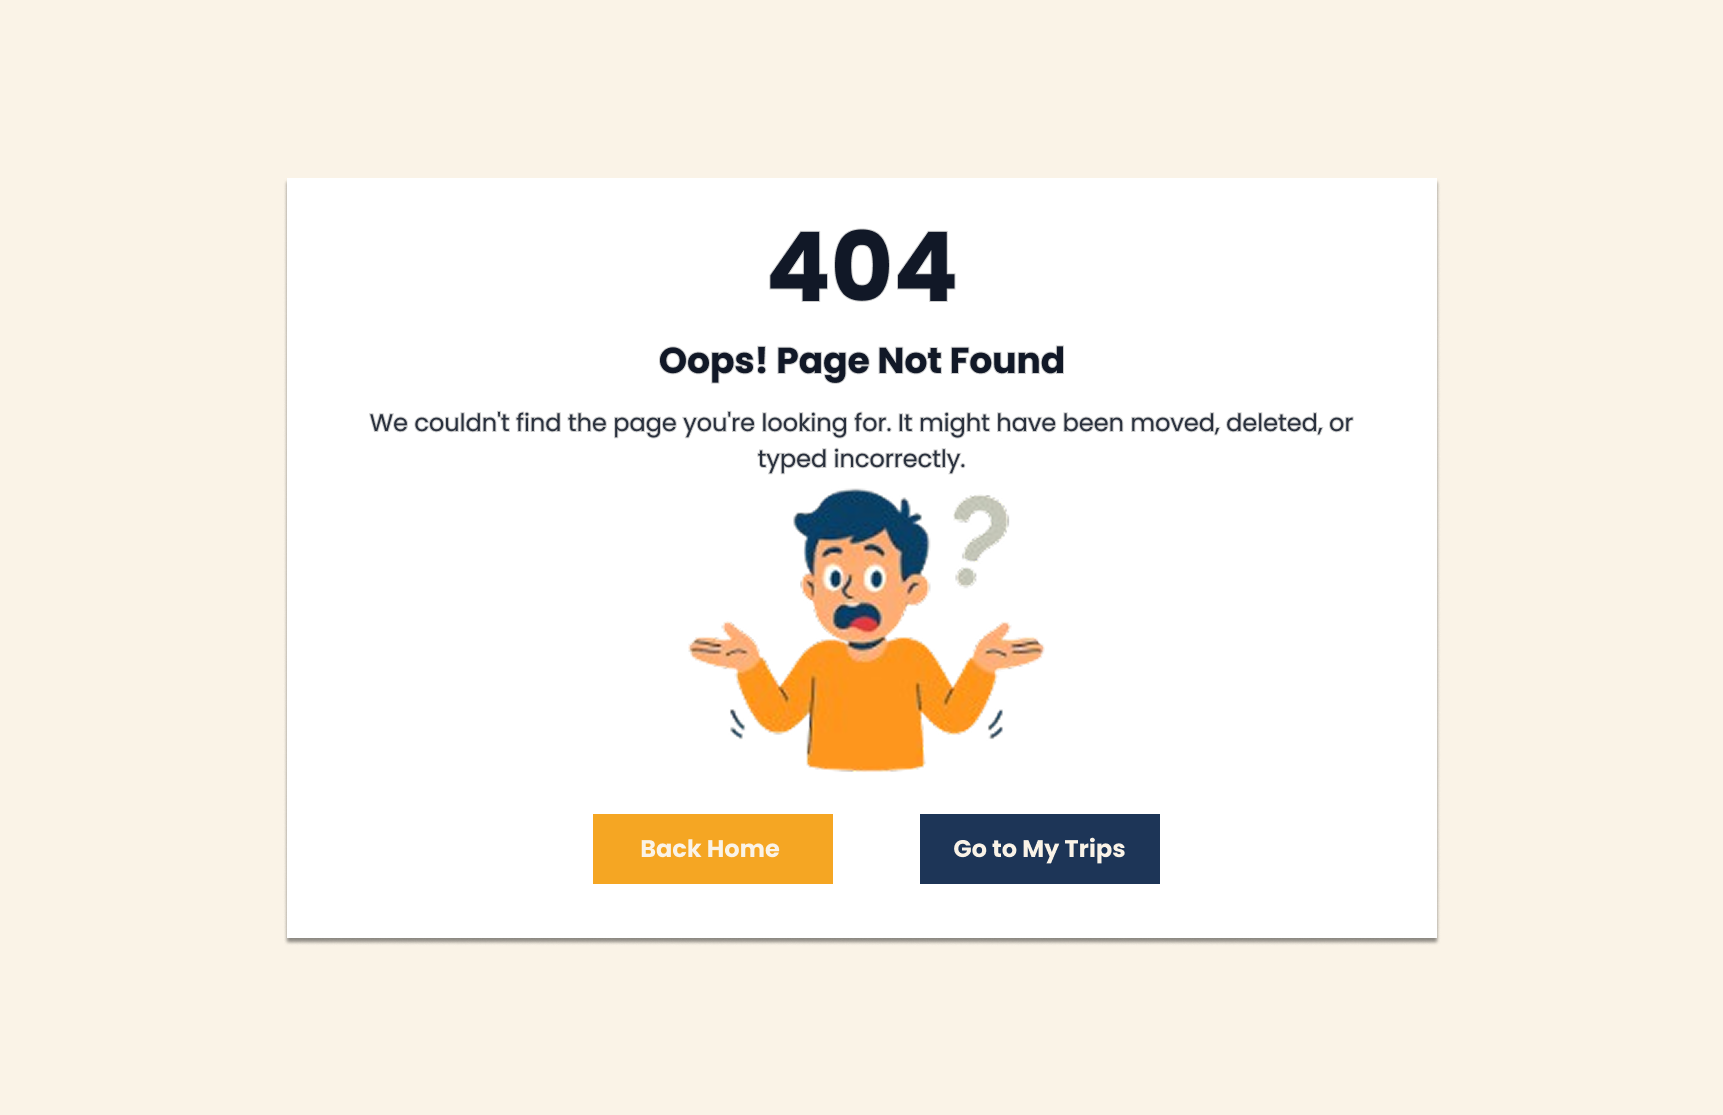 404
Oops! Page Not Found
We couldn't find the page you're looking for. It might have been moved, deleted, or
typed incorrectly.
?
Back Home
Go to My Trips